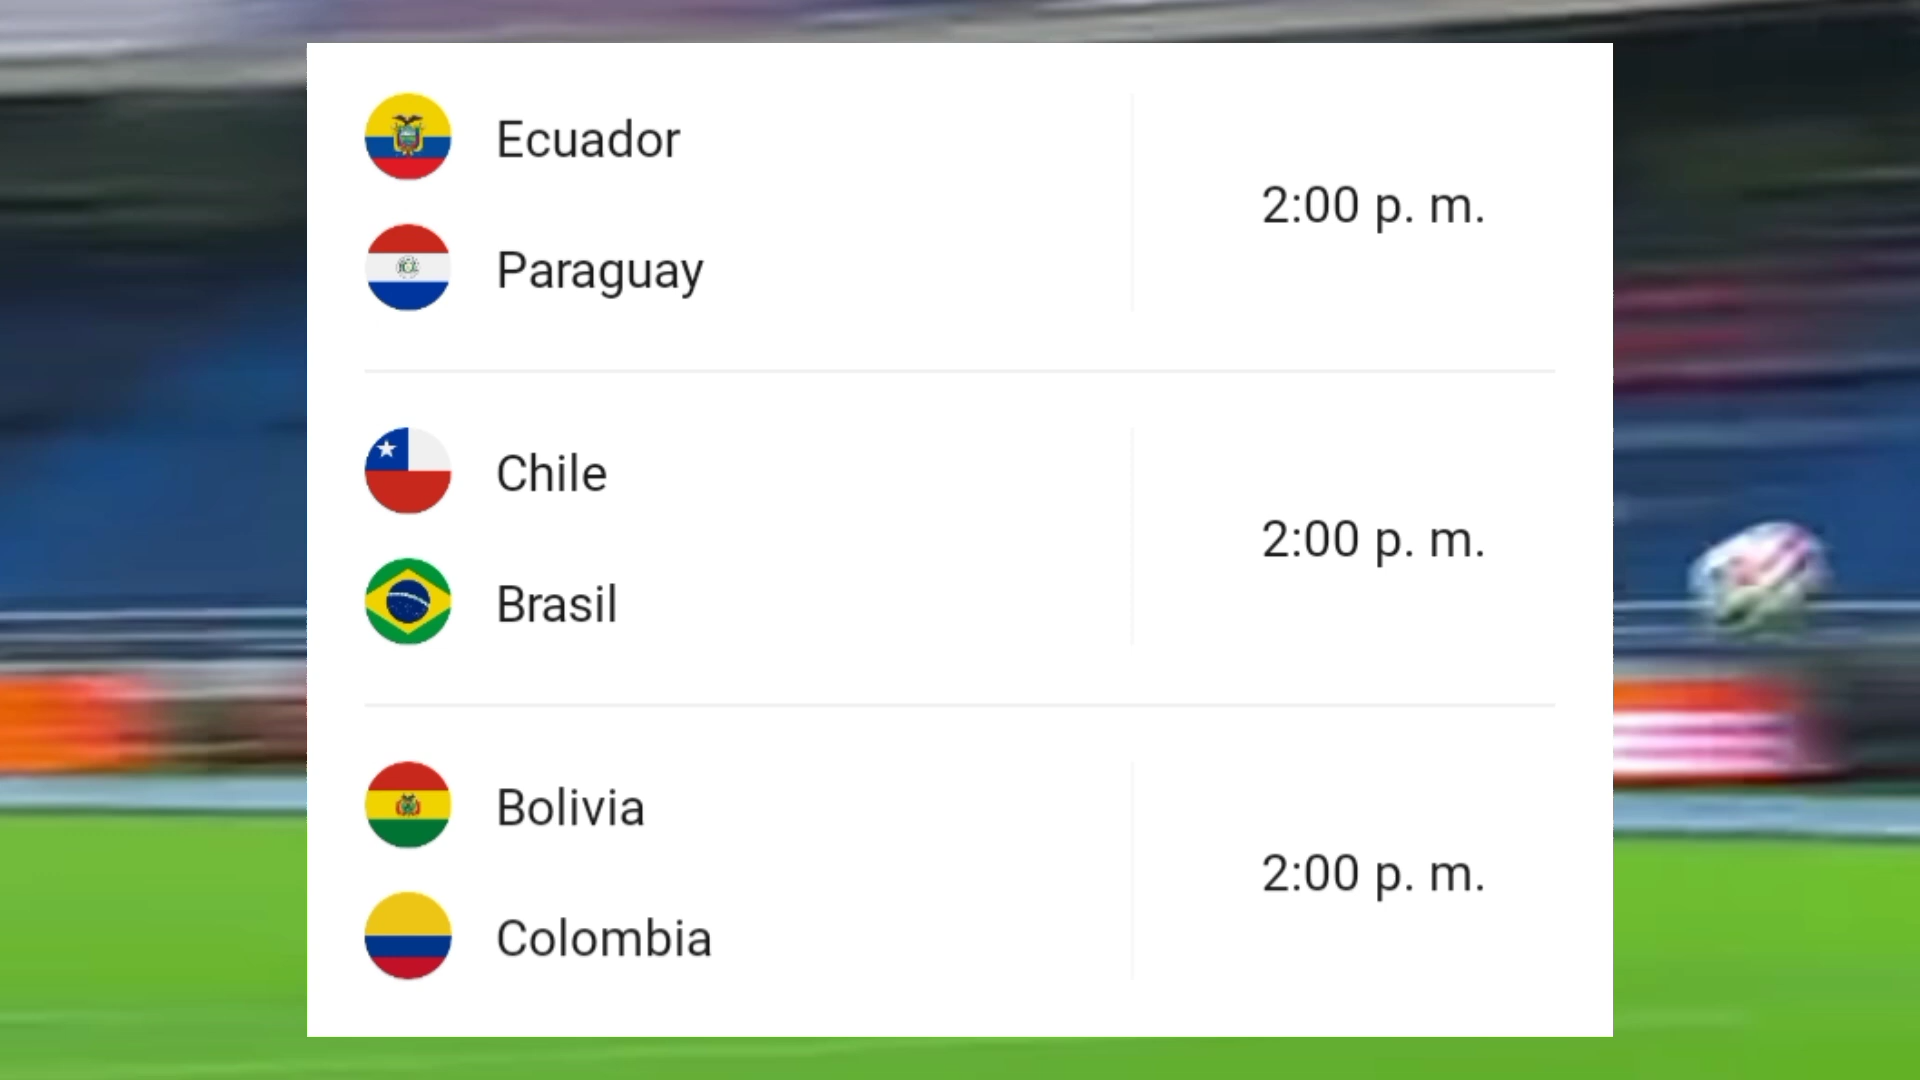 Ecuador
Paraguay
2:00 p. m.
Chile
Brasil
2:00 p. m.
Bolivia
Colombia
2:00 p. m.